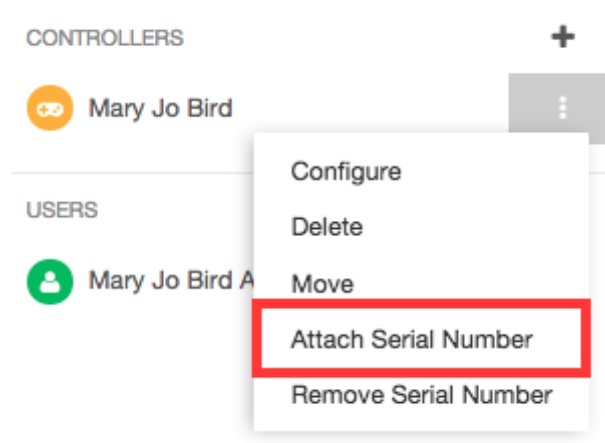 CONTROLLERS
Mary Jo Bird
Configure
USERS
Delete
Mary Jo Bird A
Move
Attach Serial Number
Remove Serial Number